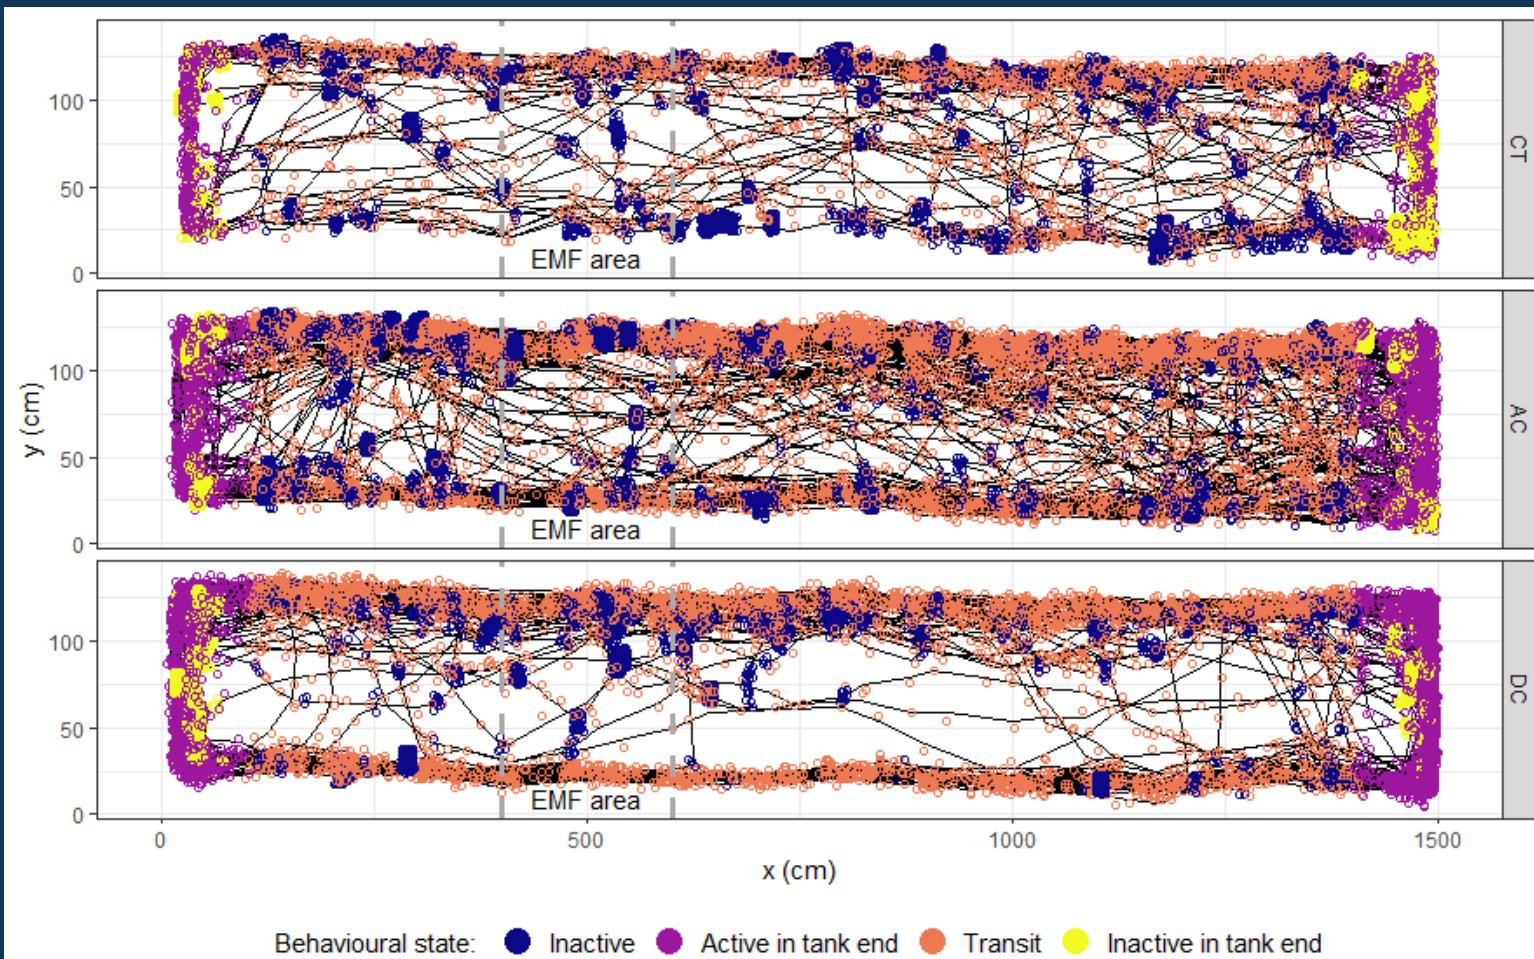 100
50
0
EMF area
CT
100
50
0
EMF area
AC
100
50
0
EMF area
DC
y (cm)
0 500 1000 1500
x (cm)
Behavioural state: Inactive Active in tank end Transit Inactive in tank end